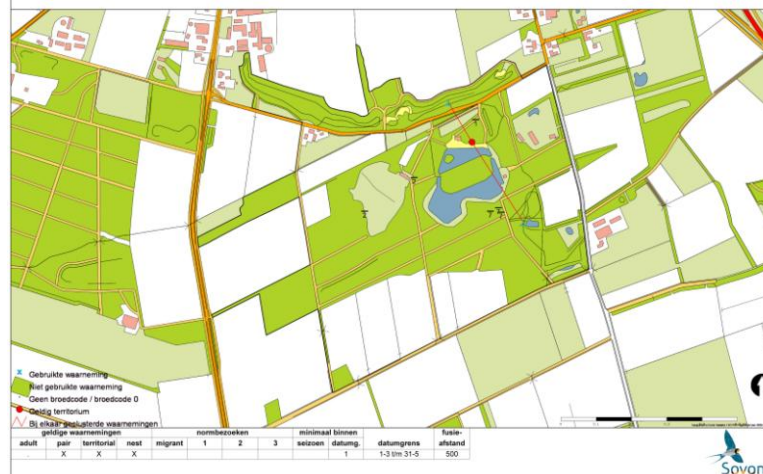 Gebruikte waarneming
Niet gebruikte waarneming
Geen broedcode / broedcode 0
Geldig territorium
Bij elkaar geclusterde waarnemingen
geldige waarnemingen normbezoeken minimaal binnen fusie-
adult pair territorial nest migrant 1 2 3 seizoen datumg. datumgrens afstand
. X X X 1 1-3 t/m 31-5 500
Sovon